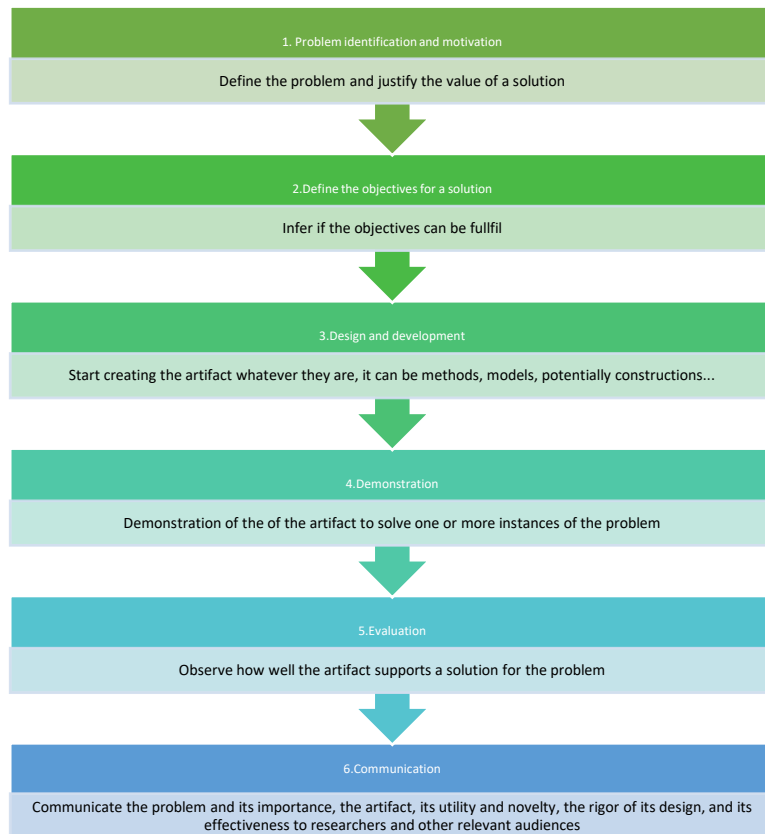 1. Problem identification and motivation
Define the problem and justify the value of a solution
2.Define the objectives for a solution
Infer if the objectives can be fullfil
3.Design and development
Start creating the artifact whatever they are, it can be methods, models, potentially constructions...
4.Demonstration
Demonstration of the of the artifact to solve one or more instances of the problem
5.Evaluation
Observe how well the artifact supports a solution for the problem
6.Communication
Communicate the problem and its importance, the artifact, its utility and novelty, the rigor of its design, and its
effectiveness to researchers and other relevant audiences